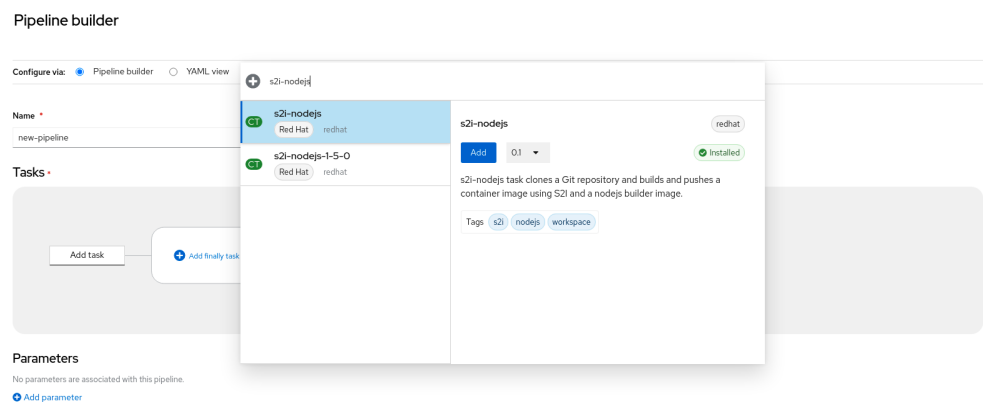 Pipeline builder
Configure via: Pipeline builder YAML view
Name *
new-pipeline
Tasks *
Add task
Add finally task
Parameters
No parameters are associated with this pipeline.
Add parameter
s2i-nodejs
CT s2i-nodejs
Red Hat redhat
CT s2i-nodejs-1-5-0
Red Hat redhat
s2i-nodejs redhat
Add 0.1 Installed
s2i-nodejs task clones a Git repository and builds and pushes a
container image using S2I and a nodejs builder image.
Tags s2i nodejs workspace